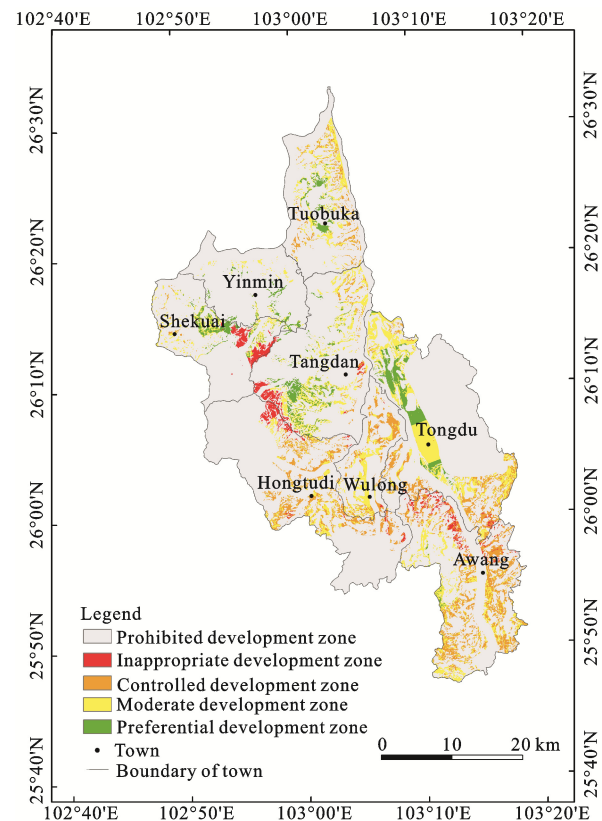 102°40'E 102°50'E 103°00'E 103°10'E 103°20'E
26°30'N 26°30'N
Tuobuka
26°20'N 26°20'N
Yinmin
Shekuai
Tangdan
26°10'N 26°10'N
Tongdu
Hongtudi Wulong
26°00'N 26°00'N
Awang
Legend
Prohibited development zone
Inappropriate development zone
Controlled development zone
Moderate development zone
Preferential development zone
Town
Boundary of town
0 10 20 km
25°50'N 25°50'N
25°40'N 25°40'N
102°40'E 102°50'E 103°00'E 103°10'E 103°20'E